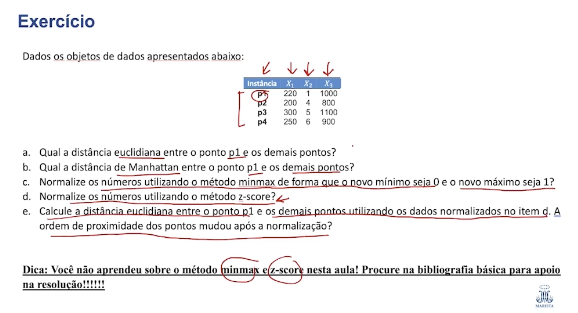 Exercício
Dados os objetos de dados apresentados abaixo:
Instância X1 X2 X3
p1 220 1 1000
p2 200 4 800
p3 300 5 1100
p4 250 6 900
a. Qual a distância euclidiana entre o ponto p1 e os demais pontos?
b. Qual a distância de Manhattan entre o ponto p1 e os demais pontos?
c. Normalize os números utilizando o método minmax de forma que o novo mínimo seja 0 e o novo máximo seja 1?
d. Normalize os números utilizando o método z-score?
e. Calcule a distância euclidiana entre o ponto p1 e os demais pontos utilizando os dados normalizados no item d. A
ordem de proximidade dos pontos mudou após a normalização?
Dica: Você não aprendeu sobre o método minmax e z-score nesta aula! Procure na bibliografia básica para apoio
na resolução!!!!!!